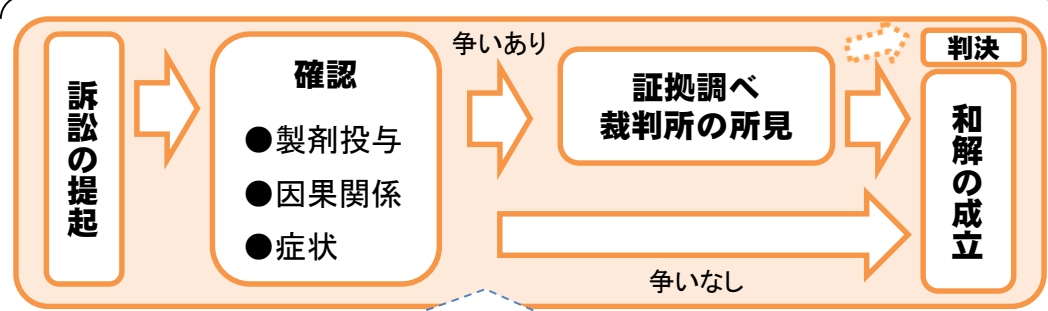 訴訟の提起
確認
●製剤投与
●因果関係
●症状
争いあり
証拠調べ
裁判所の所見
争いなし
判決
和解の成立